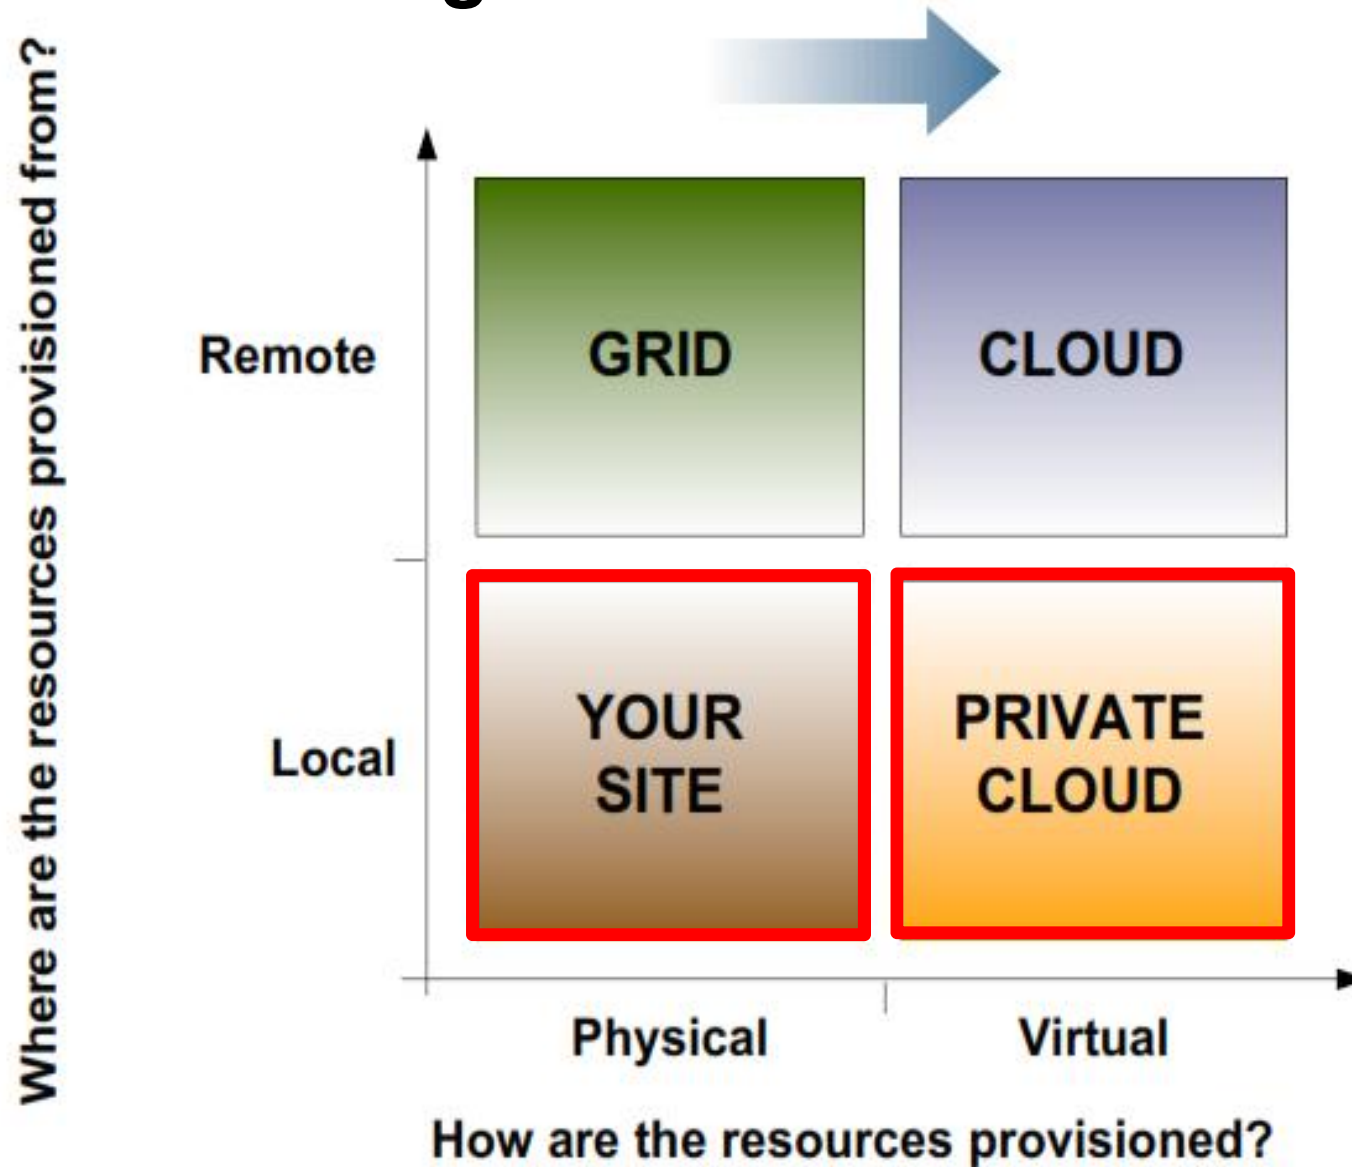 Where are the resources provisioned from?
Remote
GRID
CLOUD
Local
YOUR
SITE
PRIVATE
CLOUD
Physical
Virtual
How are the resources provisioned?